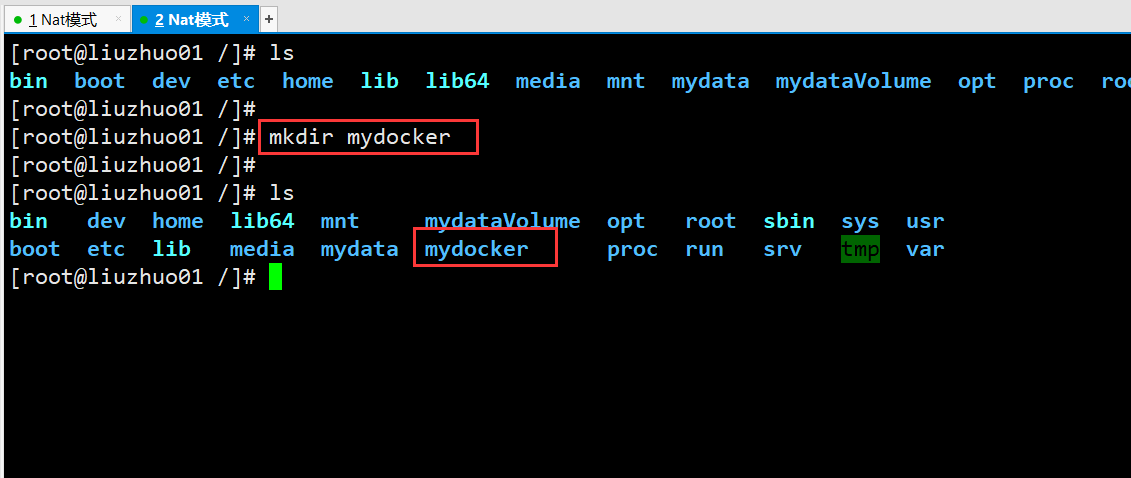 1 Nat模式 × 2 Nat模式 × +
[root@liuzhuo01 /]# ls
bin boot dev etc home lib lib64 media mnt mydata mydataVolume opt proc
[root@liuzhuo01 /]#
[root@liuzhuo01 /]# mkdir mydocker
[root@liuzhuo01 /]#
[root@liuzhuo01 /]# ls
bin dev home lib64 mnt mydataVolume opt root sbin sys usr
boot etc lib media mydata mydocker proc run srv tmp var
[root@liuzhuo01 /]#